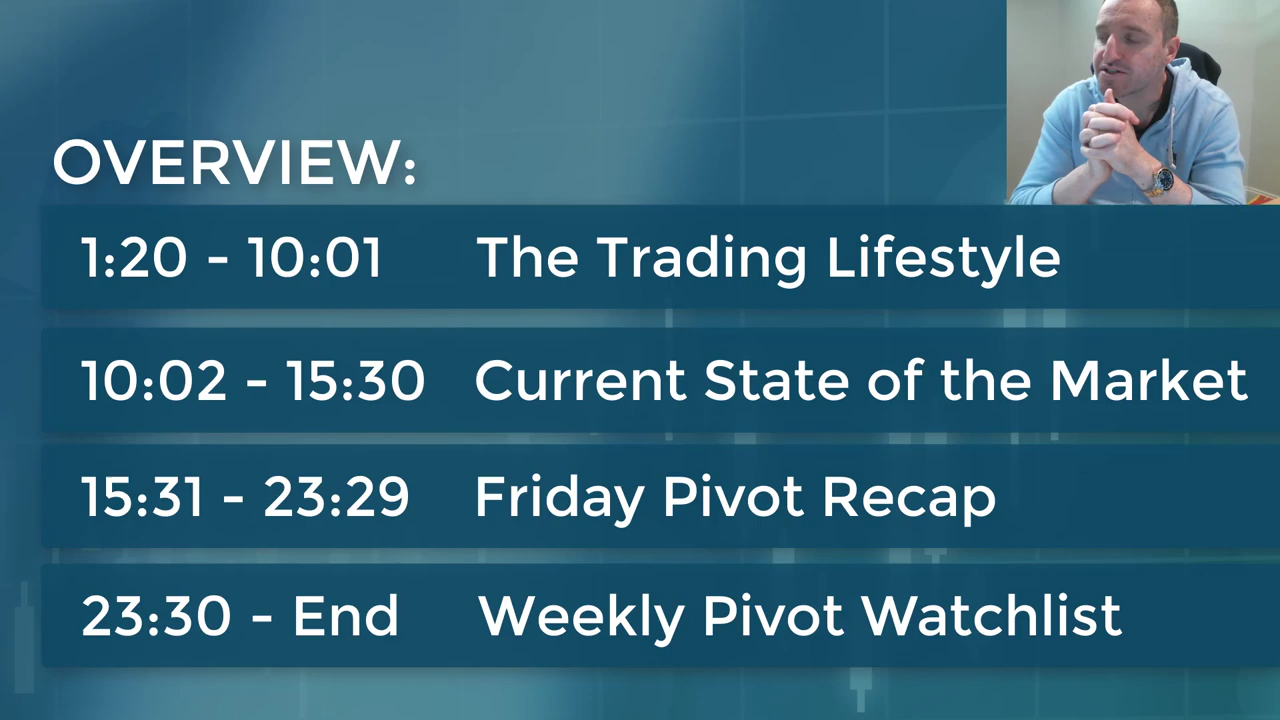 OVERVIEW:
1:20 - 10:01 The Trading Lifestyle
10:02 - 15:30 Current State of the Market
15:31 - 23:29 Friday Pivot Recap
23:30 - End Weekly Pivot Watchlist